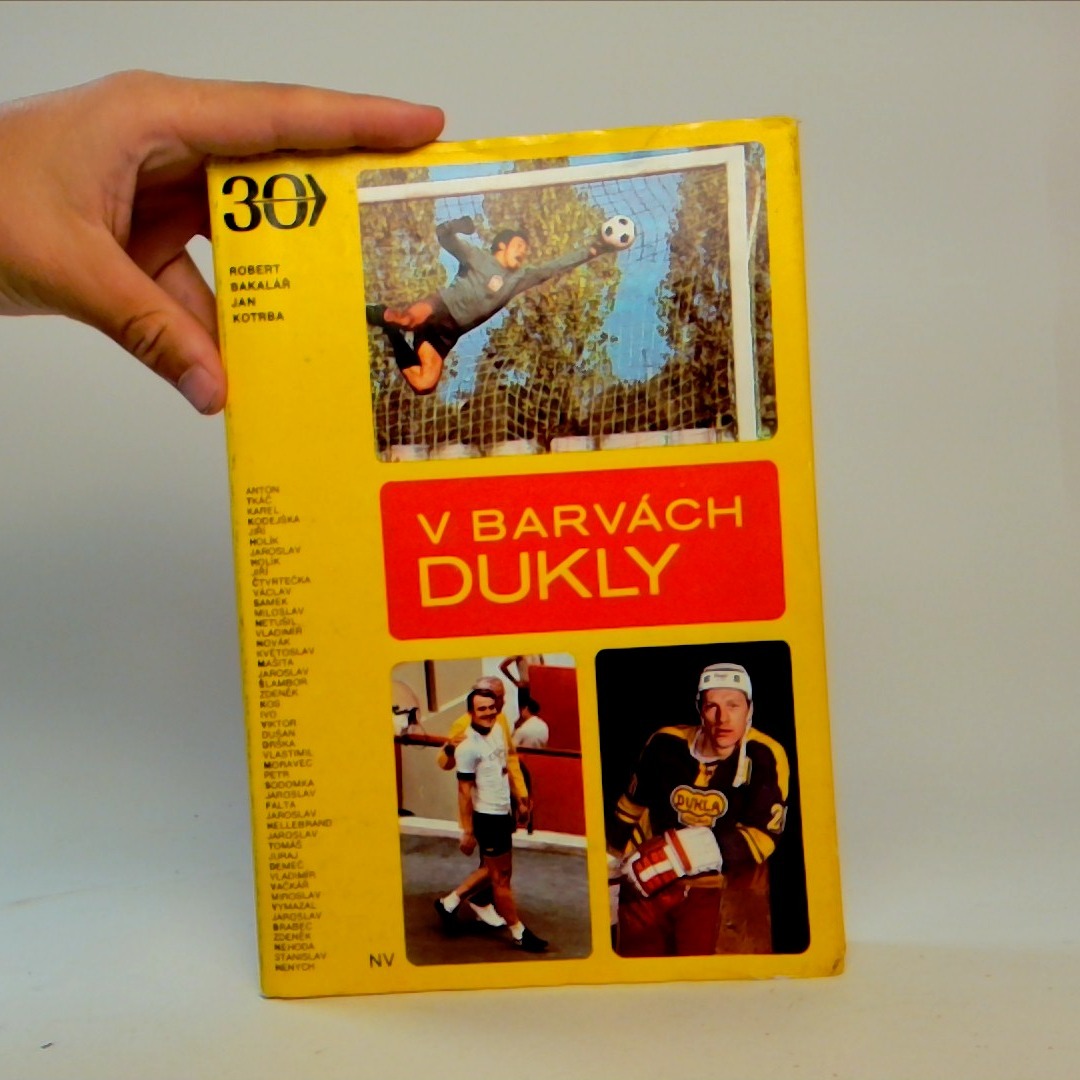 30
ROBERT
BAKALÁŘ
JAN
KOTRBA
V BARVÁCH
DUKLY
ANTON
TKÁČ
KAREL
KODEJŠKA
JIŘÍ
HOLÍK
JAROSLAV
HOLÍK
JIŘÍ
ČTVRTEČKA
VÁCLAV
SAMEK
MILOSLAV
NETUŠIL
VLADIMÍR
NOVÁK
KVĚTOSLAV
MAŠITA
JAROSLAV
ŠLAMBOR
ZDENĚK
KOS
IVO
VIKTOR
DUŠAN
DRŠKA
VLASTIMIL
MORAVEC
PETR
SODOMKA
JAROSLAV
FALTA
JAROSLAV
HELLEBRAND
JAROSLAV
TOMÁŠ
JURAJ
DEMEČ
VLADIMÍR
VAČKÁŘ
MIROSLAV
VYMAZAL
JAROSLAV
BRABEC
ZDENĚK
NEHODA
STANISLAV
NENYCH
NV
DUKLA
2